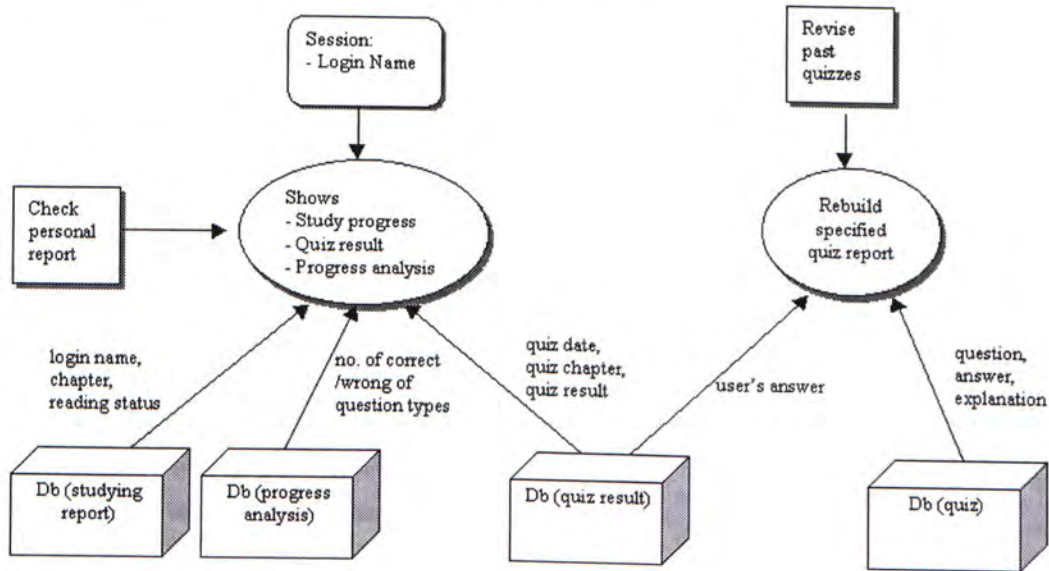 Session:
- Login Name
Revise
past
quizzes
Check
personal
report
Shows
- Study progress
- Quiz result
- Progress analysis
Rebuild
specified
quiz report
login name,
chapter,
reading status
no. of correct
/wrong of
question types
quiz date,
quiz chapter,
quiz result
user's answer
question,
answer,
explanation
Db (studying
report)
Db (progress
analysis)
Db (quiz result)
Db (quiz)